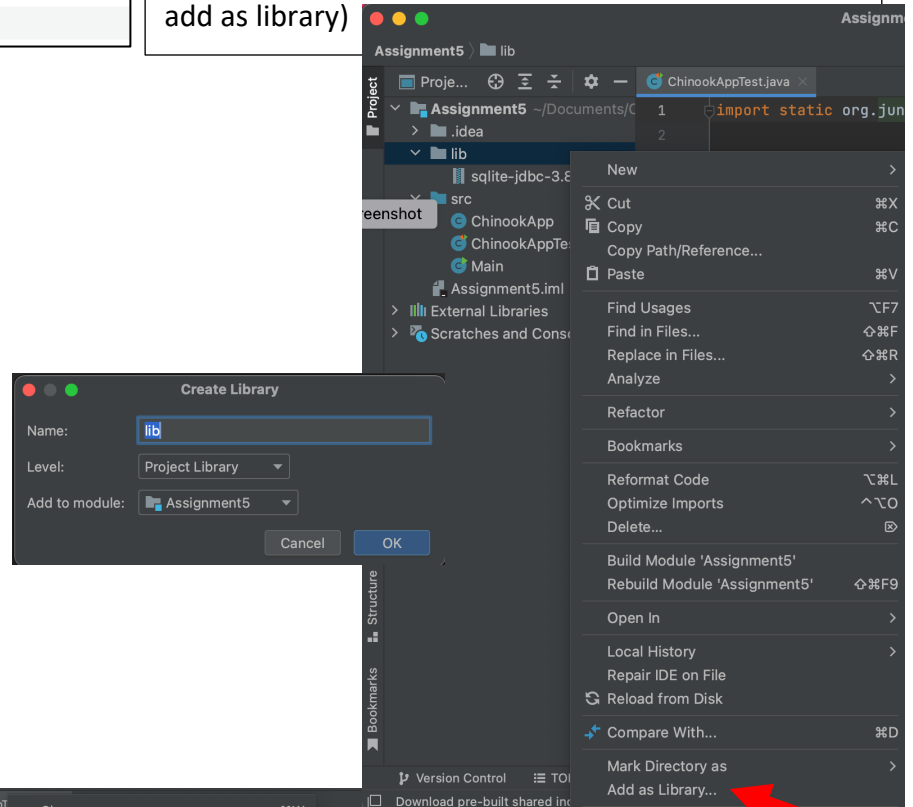 add as library)
Assignme
Assignment5 〉 lib
Project
Proje...
ChinookAppTest.java
Assignment5 ~/Documents/C
.idea
lib
sqlite-jdbc-3.8
src
reenshot
ChinookApp
ChinookAppTes
Main
Assignment5.iml
External Libraries
Scratches and Conso
1 import static org.jun
2
New
Cut ⌘X
Copy ⌘C
Copy Path/Reference...
Paste ⌘V
Find Usages ⌥F7
Find in Files... ⇧⌘F
Replace in Files... ⇧⌘R
Analyze
Refactor
Bookmarks
Reformat Code ⌥⌘L
Optimize Imports ^⌥O
Delete... ⌦
Build Module 'Assignment5'
Rebuild Module 'Assignment5' ⇧⌘F9
Open In
Local History
Repair IDE on File
Reload from Disk
Compare With... ⌘D
Mark Directory as
Add as Library...
Create Library
Name: lib
Level: Project Library
Add to module: Assignment5
Cancel OK
Structure
Bookmarks
Version Control TO
Download pre-built shared ind